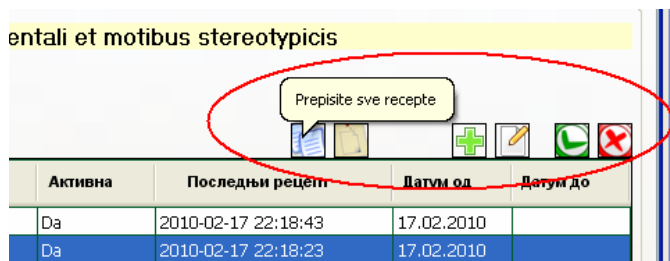 entali et motibus stereotypicis
Prepisite sve recepte
Активна Последњи рецепт Датум од Датум до
Da 2010-02-17 22:18:43 17.02.2010
Da 2010-02-17 22:18:23 17.02.2010